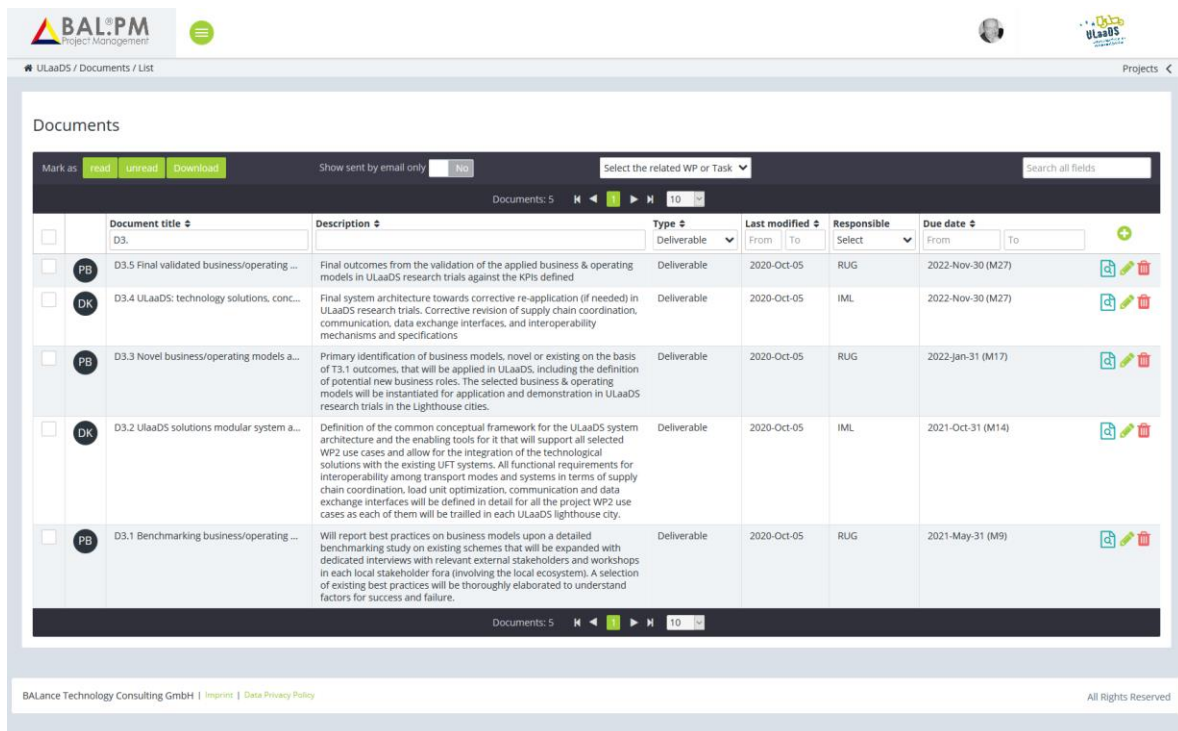 BAL®PM
Project Management
ULaaDS
ULaaDS / Documents / List
Projects
Documents
Mark as read unread Download Show sent by email only No Select the related WP or Task Search all fields
Documents: 5 1 10
Document title Description Type Last modified Responsible Due date
D3. Deliverable From To Select From To
PB D3.5 Final validated business/operating ... Final outcomes from the validation of the applied business & operating Deliverable 2020-Oct-05 RUG 2022-Nov-30 (M27)
models in ULaaDS research trials against the KPIs defined
DK D3.4 ULaaDS: technology solutions, conc... Final system architecture towards corrective re-application (if needed) in Deliverable 2020-Oct-05 IML 2022-Nov-30 (M27)
ULaaDS research trials. Corrective revision of supply chain coordination,
communication, data exchange interfaces, and interoperability
mechanisms and specifications
PB D3.3 Novel business/operating models a... Primary identification of business models, novel or existing on the basis Deliverable 2020-Oct-05 RUG 2022-Jan-31 (M17)
of T3.1 outcomes, that will be applied in ULaaDS, including the definition
of potential new business roles. The selected business & operating
models will be instantiated for application and demonstration in ULaaDS
research trials in the Lighthouse cities.
DK D3.2 UlaaDS solutions modular system a... Definition of the common conceptual framework for the ULaaDS system Deliverable 2020-Oct-05 IML 2021-Oct-31 (M14)
architecture and the enabling tools for it that will support all selected
WP2 use cases and allow for the integration of the technological
solutions with the existing UFT systems. All functional requirements for
interoperability among transport modes and systems in terms of supply
chain coordination, load unit optimization, communication and data
exchange interfaces will be defined in detail for all the project WP2 use
cases as each of them will be trailled in each ULaaDS lighthouse city.
PB D3.1 Benchmarking business/operating ... Will report best practices on business models upon a detailed Deliverable 2020-Oct-05 RUG 2021-May-31 (M9)
benchmarking study on existing schemes that will be expanded with
dedicated interviews with relevant external stakeholders and workshops
in each local stakeholder fora (involving the local ecosystem). A selection
of existing best practices will be thoroughly elaborated to understand
factors for success and failure.
Documents: 5 1 10
BALance Technology Consulting GmbH | Imprint | Data Privacy Policy
All Rights Reserved